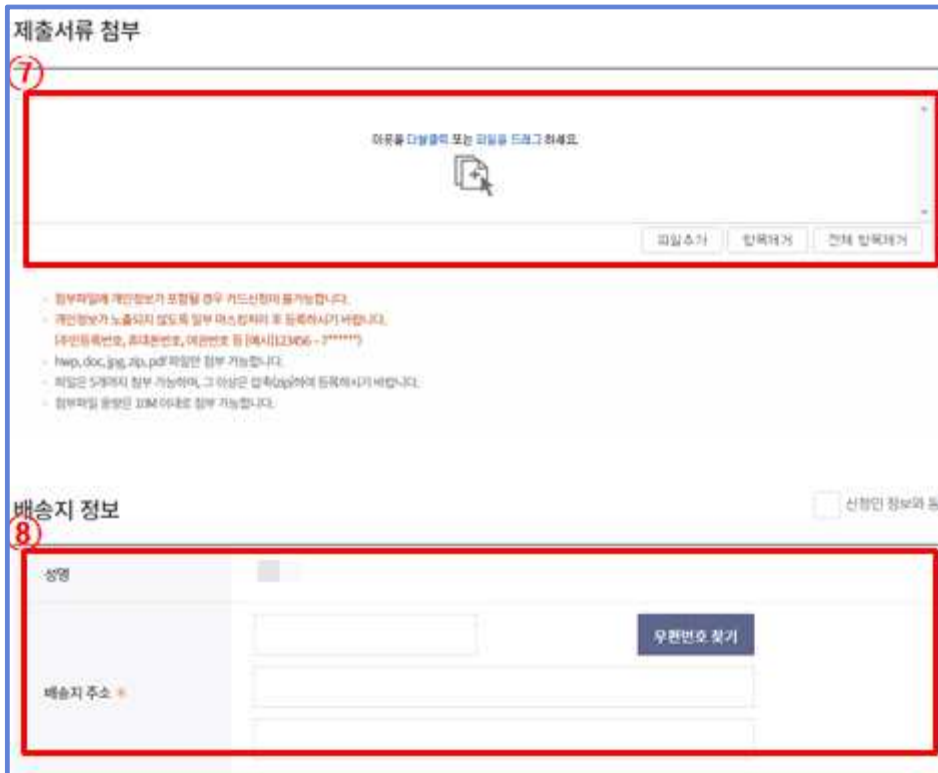 제출서류 첨부
⑦
이곳을 더블클릭 또는 파일을 드래그 하세요.
파일추가 항목제거 전체 항목제거
첨부파일에 개인정보가 포함될 경우 카드신청이 불가능합니다.
개인정보가 노출되지 않도록 일부 마스킹처리 후 등록하시기 바랍니다.
(주민등록번호, 휴대폰번호, 여권번호 등 [예시]123456 - 7******)
hwp, doc, jpg, zip, pdf 파일만 첨부 가능합니다.
파일은 5개까지 첨부 가능하며, 그 이상은 압축(zip)하여 등록하시기 바랍니다.
첨부파일 용량은 10M 이내로 첨부 가능합니다.
배송지 정보
신청인 정보와 동
⑧
성명
우편번호 찾기
배송지 주소 *